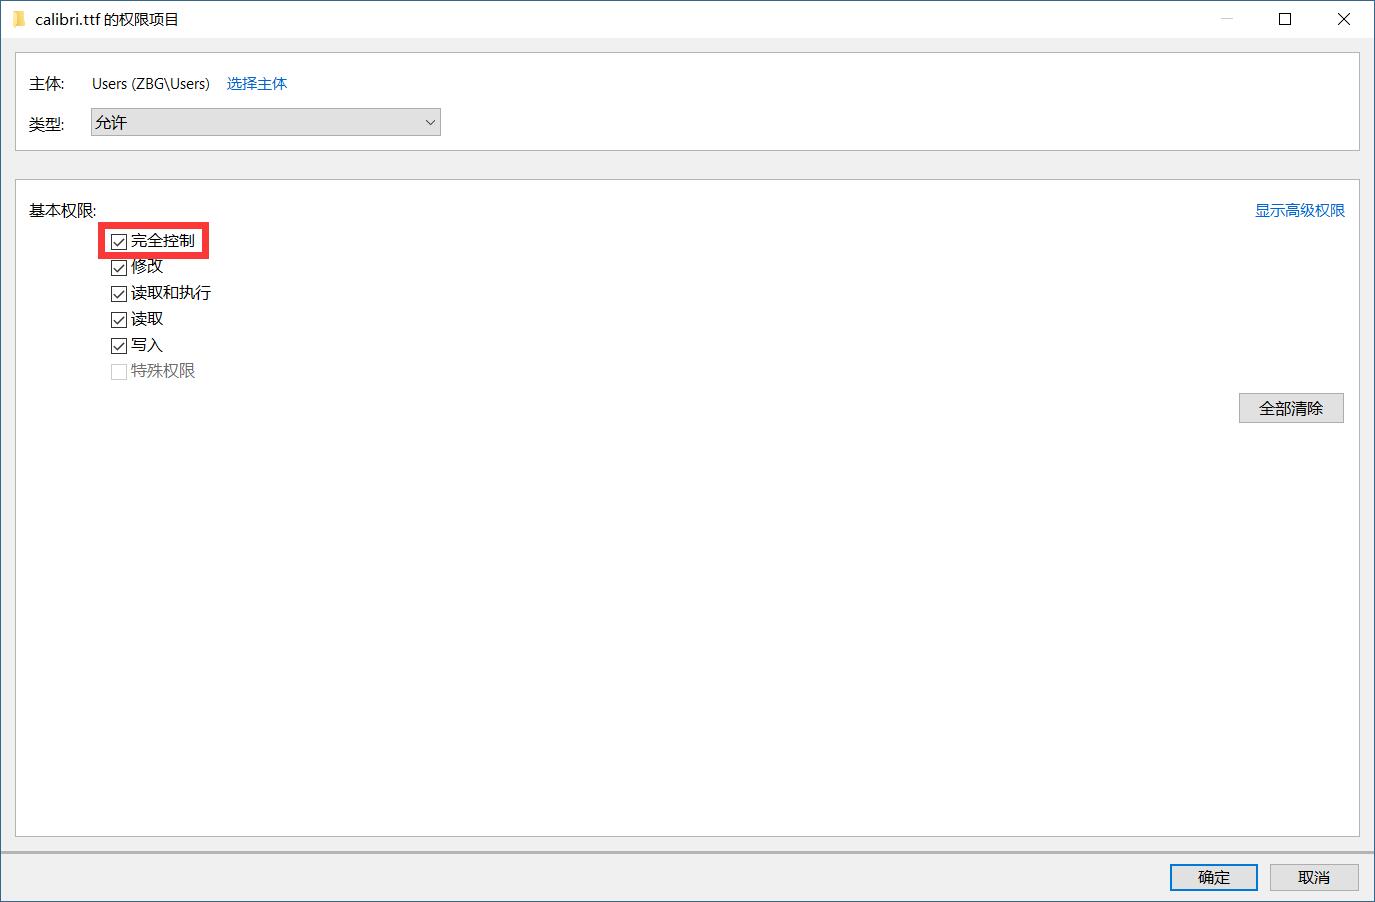 calibri.ttf 的权限项目
主体: Users (ZBG\Users) 选择主体
类型: 允许
基本权限: 显示高级权限
完全控制
修改
读取和执行
读取
写入
特殊权限
全部清除
确定 取消